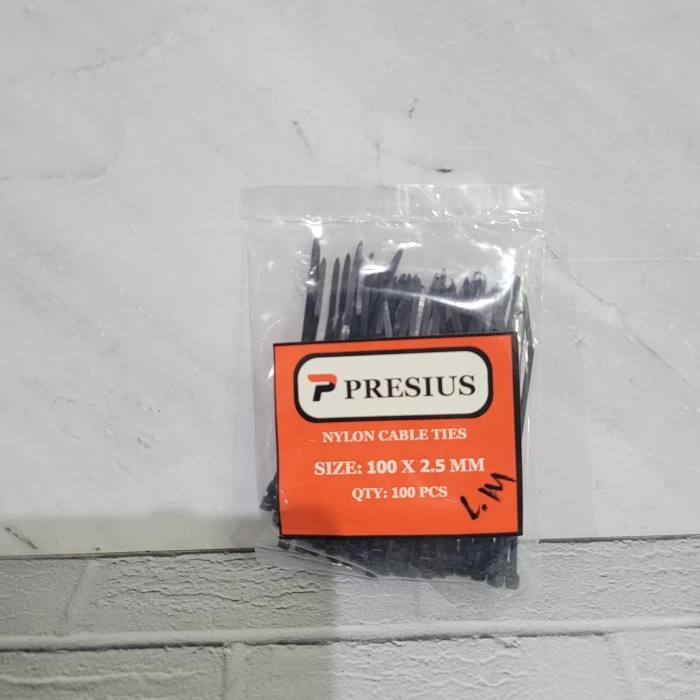 PRESIUS
NYLON CABLE TIES
SIZE: 100 X 2.5 MM
QTY: 100 PCS
L.M